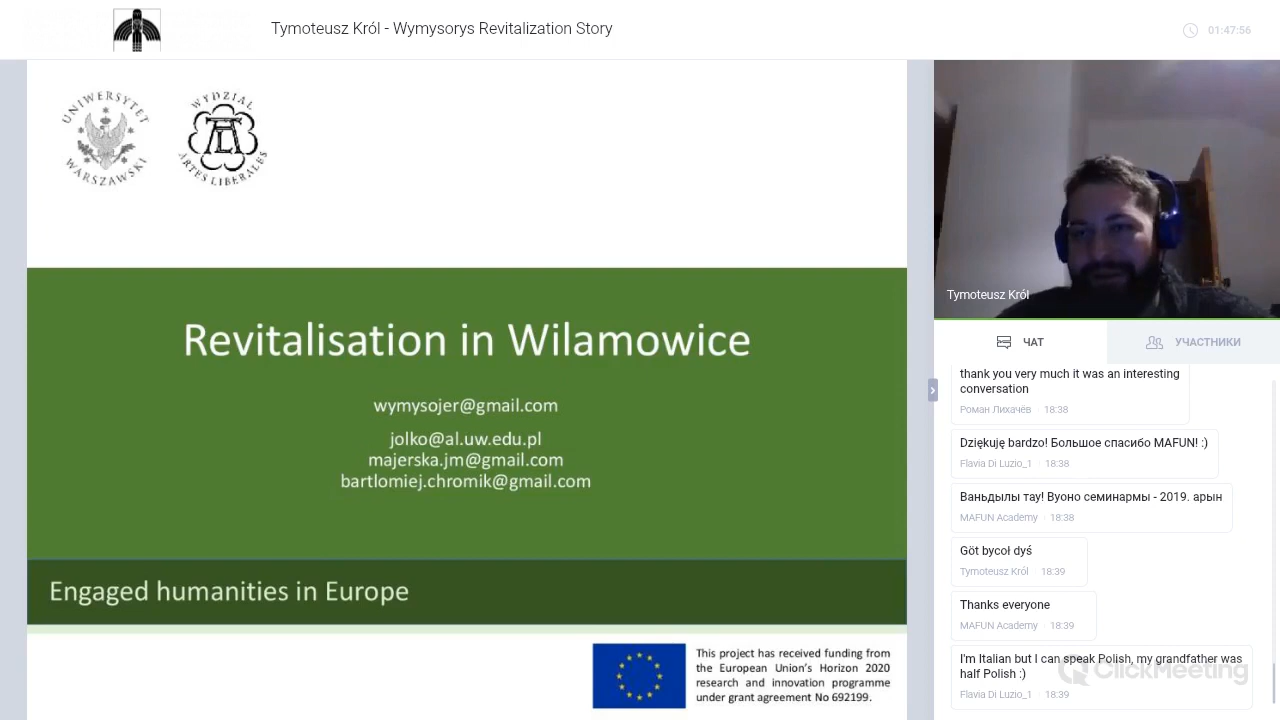 Tymoteusz Król - Wymysorys Revitalization Story
01:47:56
UNIWERSYTET
WARSZAWSKI
WYDZIAŁ
ARTES LIBERALES
Revitalisation in Wilamowice
wymysojer@gmail.com
jolko@al.uw.edu.pl
majerska.jm@gmail.com
bartlomiej.chromik@gmail.com
Engaged humanities in Europe
This project has received funding from
the European Union's Horizon 2020
research and innovation programme
under grant agreement No 692199.
Tymoteusz Król
ЧАТ
УЧАСТНИКИ
thank you very much it was an interesting
conversation
Роман Лихачёв · 18:38
Dziękuję bardzo! Большое спасибо MAFUN! :)
Flavia Di Luzio_1 · 18:38
Ваньдылы тау! Вуоно семинармы - 2019. арын
MAFUN Academy · 18:38
Göt bycoł dyś
Tymoteusz Król · 18:39
Thanks everyone
MAFUN Academy · 18:39
I'm Italian but I can speak Polish, my grandfather was
half Polish :)
Flavia Di Luzio_1 · 18:39
ClickMeeting